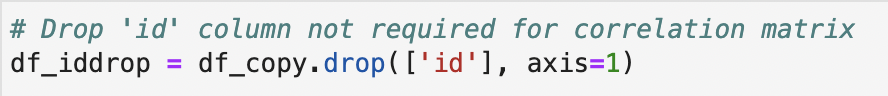 # Drop 'id' column not required for correlation matrix
df_iddrop = df_copy.drop(['id'], axis=1)